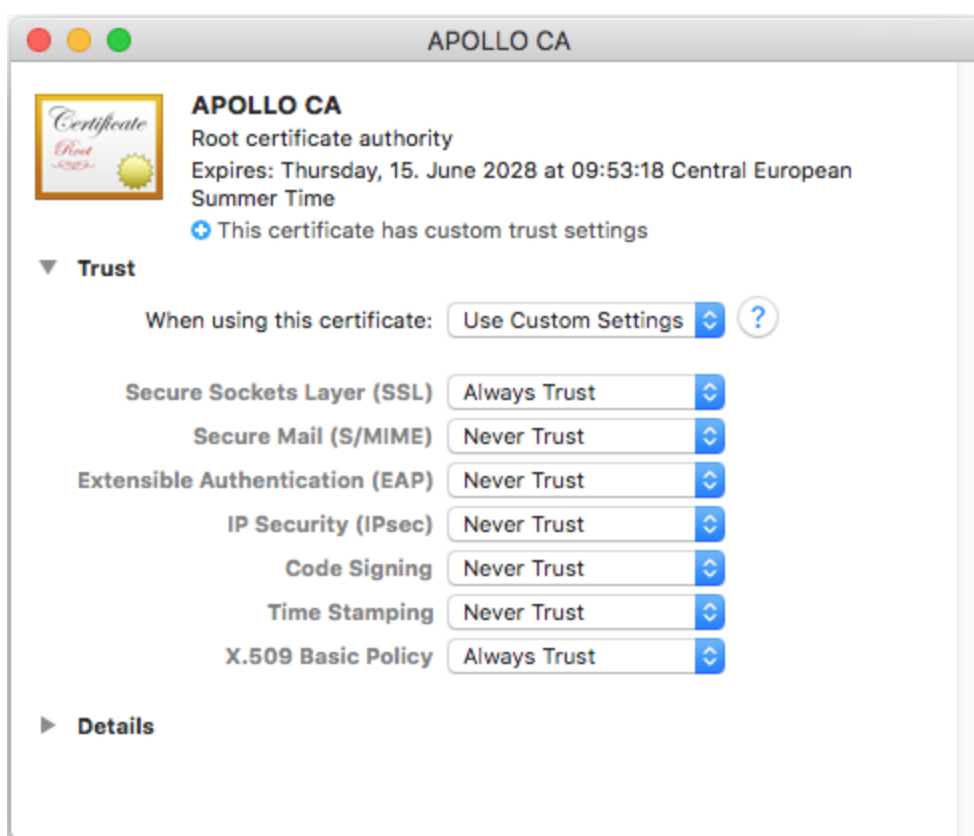 APOLLO CA
Certificate
Root
APOLLO CA
Root certificate authority
Expires: Thursday, 15. June 2028 at 09:53:18 Central European
Summer Time
This certificate has custom trust settings
Trust
When using this certificate: Use Custom Settings ?
Secure Sockets Layer (SSL) Always Trust
Secure Mail (S/MIME) Never Trust
Extensible Authentication (EAP) Never Trust
IP Security (IPsec) Never Trust
Code Signing Never Trust
Time Stamping Never Trust
X.509 Basic Policy Always Trust
Details